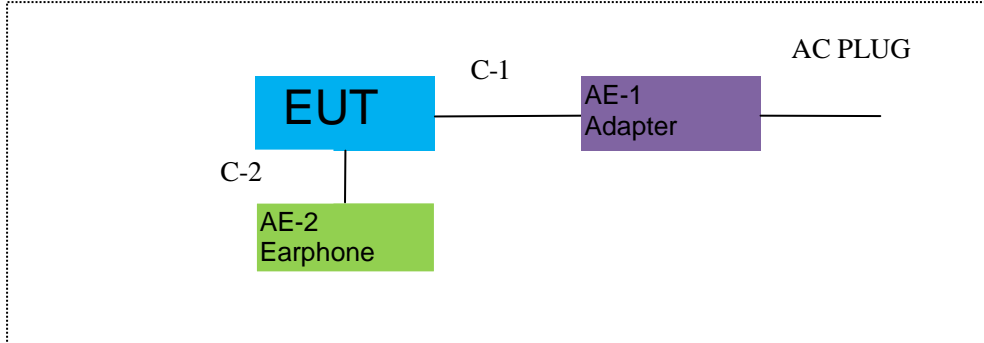 AC PLUG
C-1
EUT
AE-1
Adapter
C-2
AE-2
Earphone